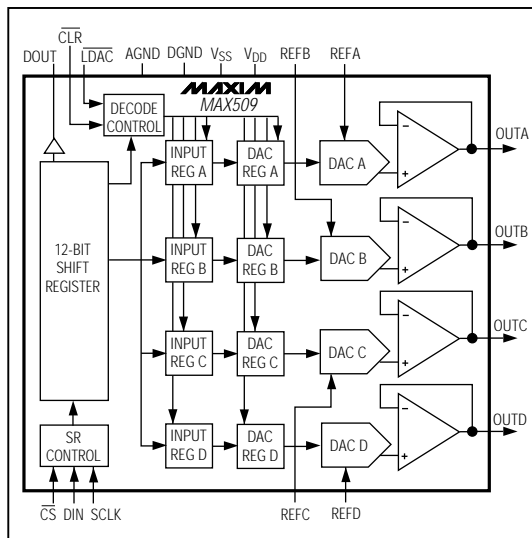 CLR
DOUT LDAC AGND DGND VSS VDD REFB REFA
MAXIM
MAX509
DECODE
CONTROL
INPUT
REG A
DAC
REG A
DAC A
OUTA
12-BIT
SHIFT
REGISTER
INPUT
REG B
DAC
REG B
DAC B
OUTB
INPUT
REG C
DAC
REG C
DAC C
OUTC
SR
CONTROL
INPUT
REG D
DAC
REG D
DAC D
OUTD
CS DIN SCLK REFC REFD
- + - + - + - +